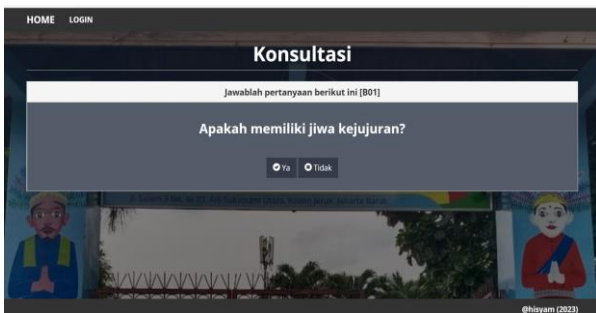 HOME LOGIN
Konsultasi
Jawablah pertanyaan berikut ini [B01]
Apakah memiliki jiwa kejujuran?
Ya Tidak
@hisyam (2023)